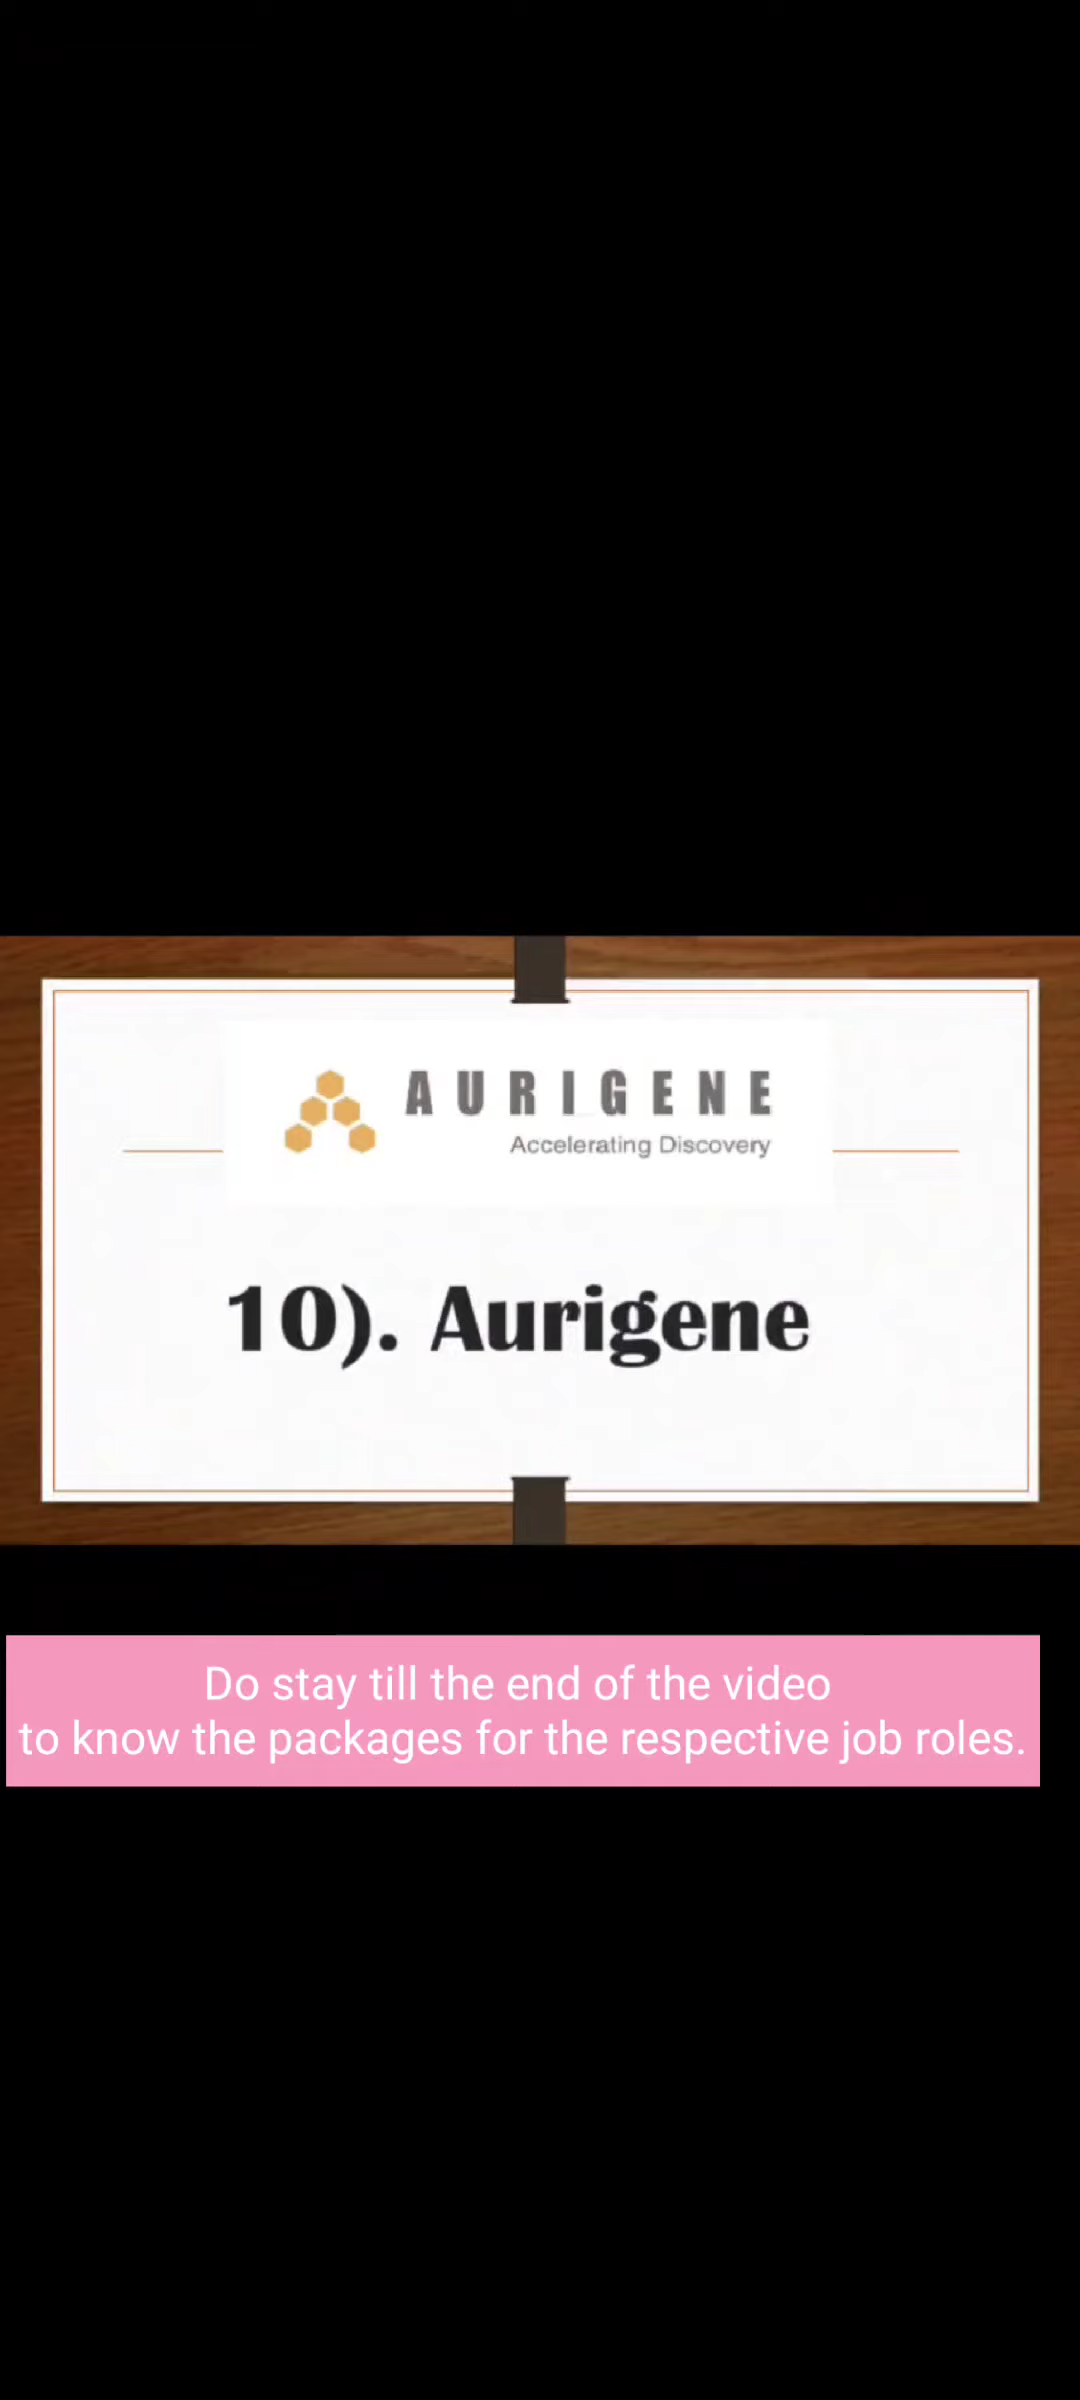 AURIGENE
Accelerating Discovery
10). Aurigene
Do stay till the end of the video
to know the packages for the respective job roles.